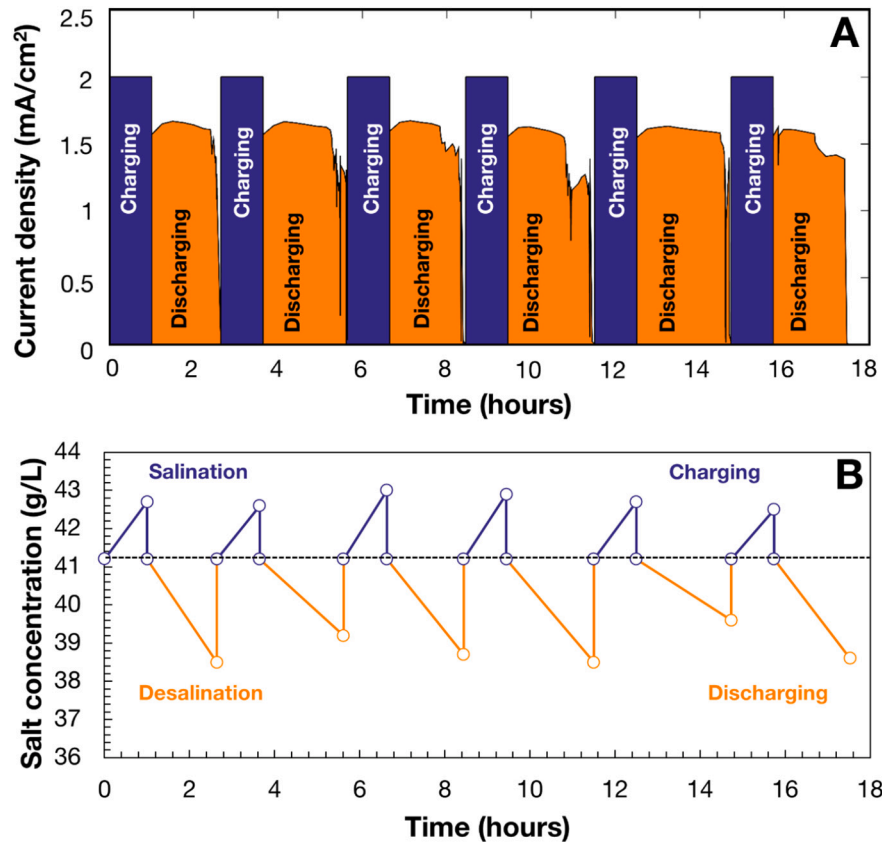 A
Current density (mA/cm²)
2.5
2
1.5
1
0.5
0
Charging
Discharging
Charging
Discharging
Charging
Discharging
Charging
Discharging
Charging
Discharging
Charging
Discharging
0 2 4 6 8 10 12 14 16 18
Time (hours)
B
Salt concentration (g/L)
44
43
42
41
40
39
38
37
36
Salination
Charging
Desalination
Discharging
0 2 4 6 8 10 12 14 16 18
Time (hours)